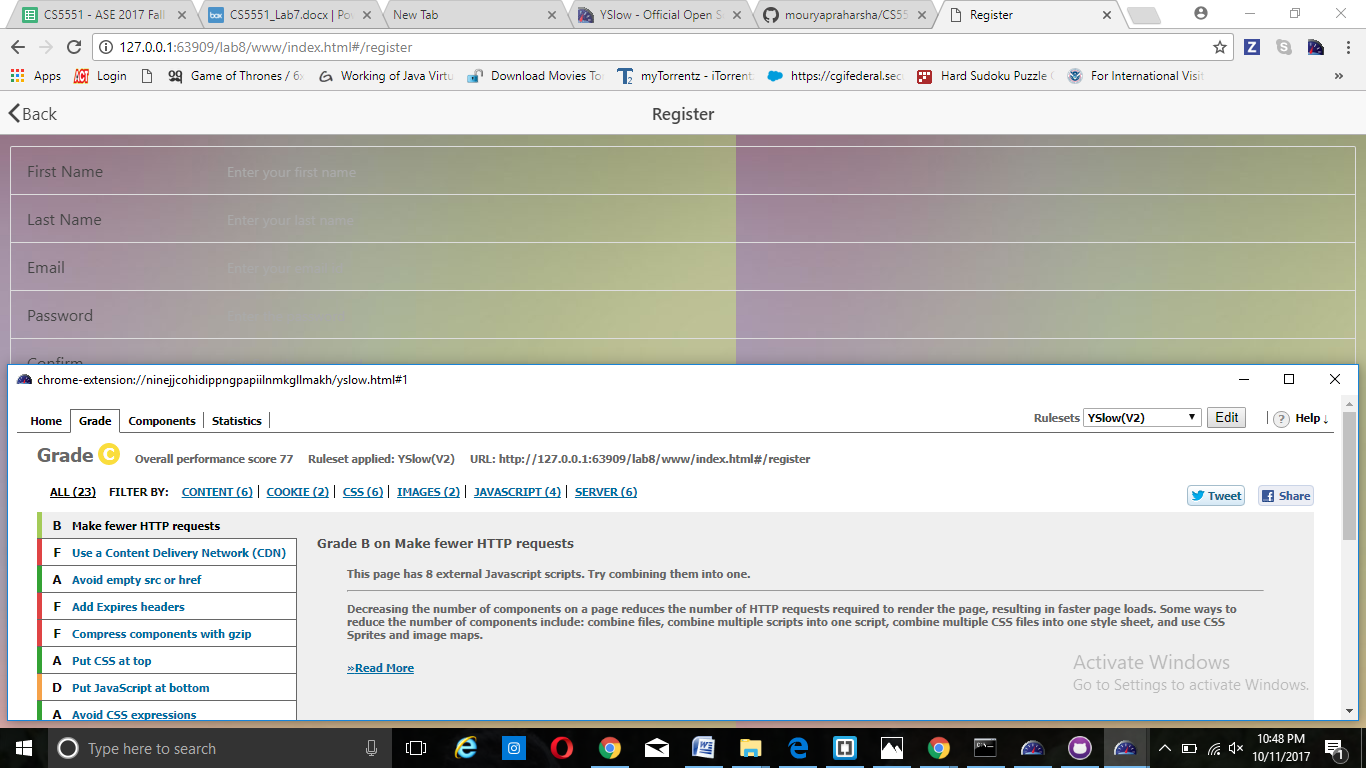 CS5551 - ASE 2017 Fall
CS5551_Lab7.docx | Po
New Tab
YSlow - Official Open S
mouryapraharsha/CS55
Register
127.0.0.1:63909/lab8/www/index.html#/register
Apps
Login
Game of Thrones / 6
Working of Java Virtu
Download Movies To
myTorrentz - iTorrent
https://cgifederal.sec
Hard Sudoku Puzzle
For International Visit
»
Back
Register
First Name Enter your first name
Last Name Enter your last name
Email
Password
Confirm
chrome-extension://ninejjcohidippngpapiilnmkgllmakh/yslow.html#1
Home Grade Components Statistics
Rulesets YSlow(V2) Edit ? Help ↓
Grade C Overall performance score 77 Ruleset applied: YSlow(V2) URL: http://127.0.0.1:63909/lab8/www/index.html#/register
ALL (23) FILTER BY: CONTENT (6) | COOKIE (2) | CSS (6) | IMAGES (2) | JAVASCRIPT (4) | SERVER (6)
Tweet Share
B Make fewer HTTP requests
F Use a Content Delivery Network (CDN)
A Avoid empty src or href
F Add Expires headers
F Compress components with gzip
A Put CSS at top
D Put JavaScript at bottom
A Avoid CSS expressions
Grade B on Make fewer HTTP requests
This page has 8 external Javascript scripts. Try combining them into one.
Decreasing the number of components on a page reduces the number of HTTP requests required to render the page, resulting in faster page loads. Some ways to
reduce the number of components include: combine files, combine multiple scripts into one script, combine multiple CSS files into one style sheet, and use CSS
Sprites and image maps.
»Read More
Activate Windows
Go to Settings to activate Windows.
Type here to search
10:48 PM
10/11/2017
1